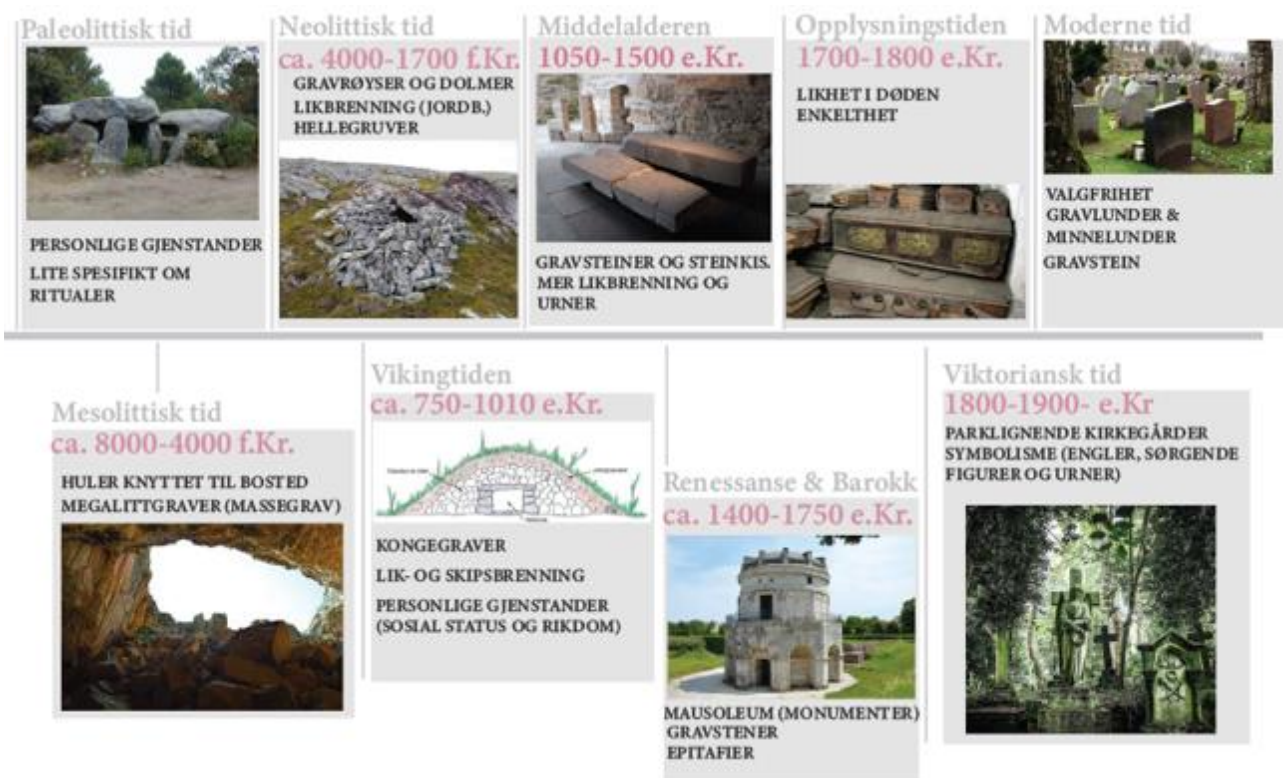 Paleolittisk tid
PERSONLIGE GJENSTANDER
LITE SPESIFIKT OM
RITUALER
Neolittisk tid
ca. 4000-1700 f.Kr.
GRAVRØYSER OG DOLMER
LIKBRENNING (JORDB.)
HELLEGRUVER
Middelalderen
1050-1500 e.Kr.
GRAVSTEINER OG STEINKIS.
MER LIKBRENNING OG
URNER
Opplysningstiden
1700-1800 e.Kr.
LIKHET I DØDEN
ENKELTHET
Moderne tid
VALGFRIHET
GRAVLUNDER &
MINNELUNDER
GRAVSTEIN
Mesolittisk tid
ca. 8000-4000 f.Kr.
HULER KNYTTET TIL BOSTED
MEGALITTGRAVER (MASSEGRAV)
Vikingtiden
ca. 750-1010 e.Kr.
KONGEGRAVER
LIK- OG SKIPSBRENNING
PERSONLIGE GJENSTANDER
(SOSIAL STATUS OG RIKDOM)
Renessanse & Barokk
ca. 1400-1750 e.Kr.
MAUSOLEUM (MONUMENTER)
GRAVSTENER
EPITAFIER
Viktoriansk tid
1800-1900- e.Kr
PARKLIGNENDE KIRKEGÅRDER
SYMBOLISME (ENGLER, SØRGENDE
FIGURER OG URNER)